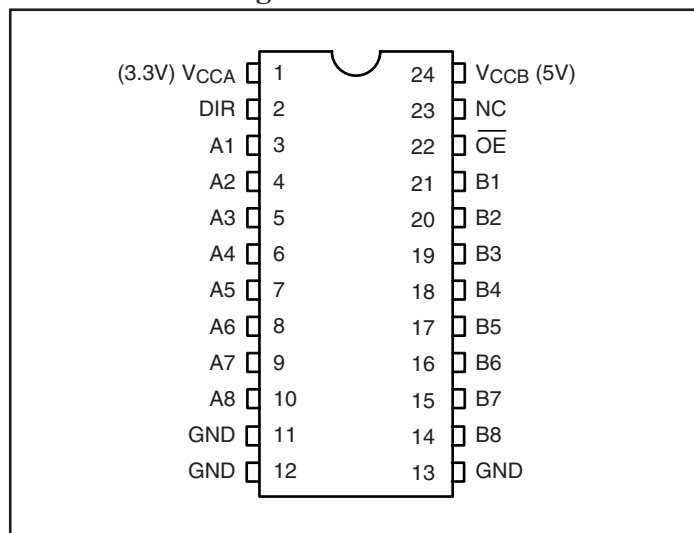 (3.3V) VCCA 1 24 VCCB (5V)
DIR 2 23 NC
A1 3 22 O̅E̅
A2 4 21 B1
A3 5 20 B2
A4 6 19 B3
A5 7 18 B4
A6 8 17 B5
A7 9 16 B6
A8 10 15 B7
GND 11 14 B8
GND 12 13 GND